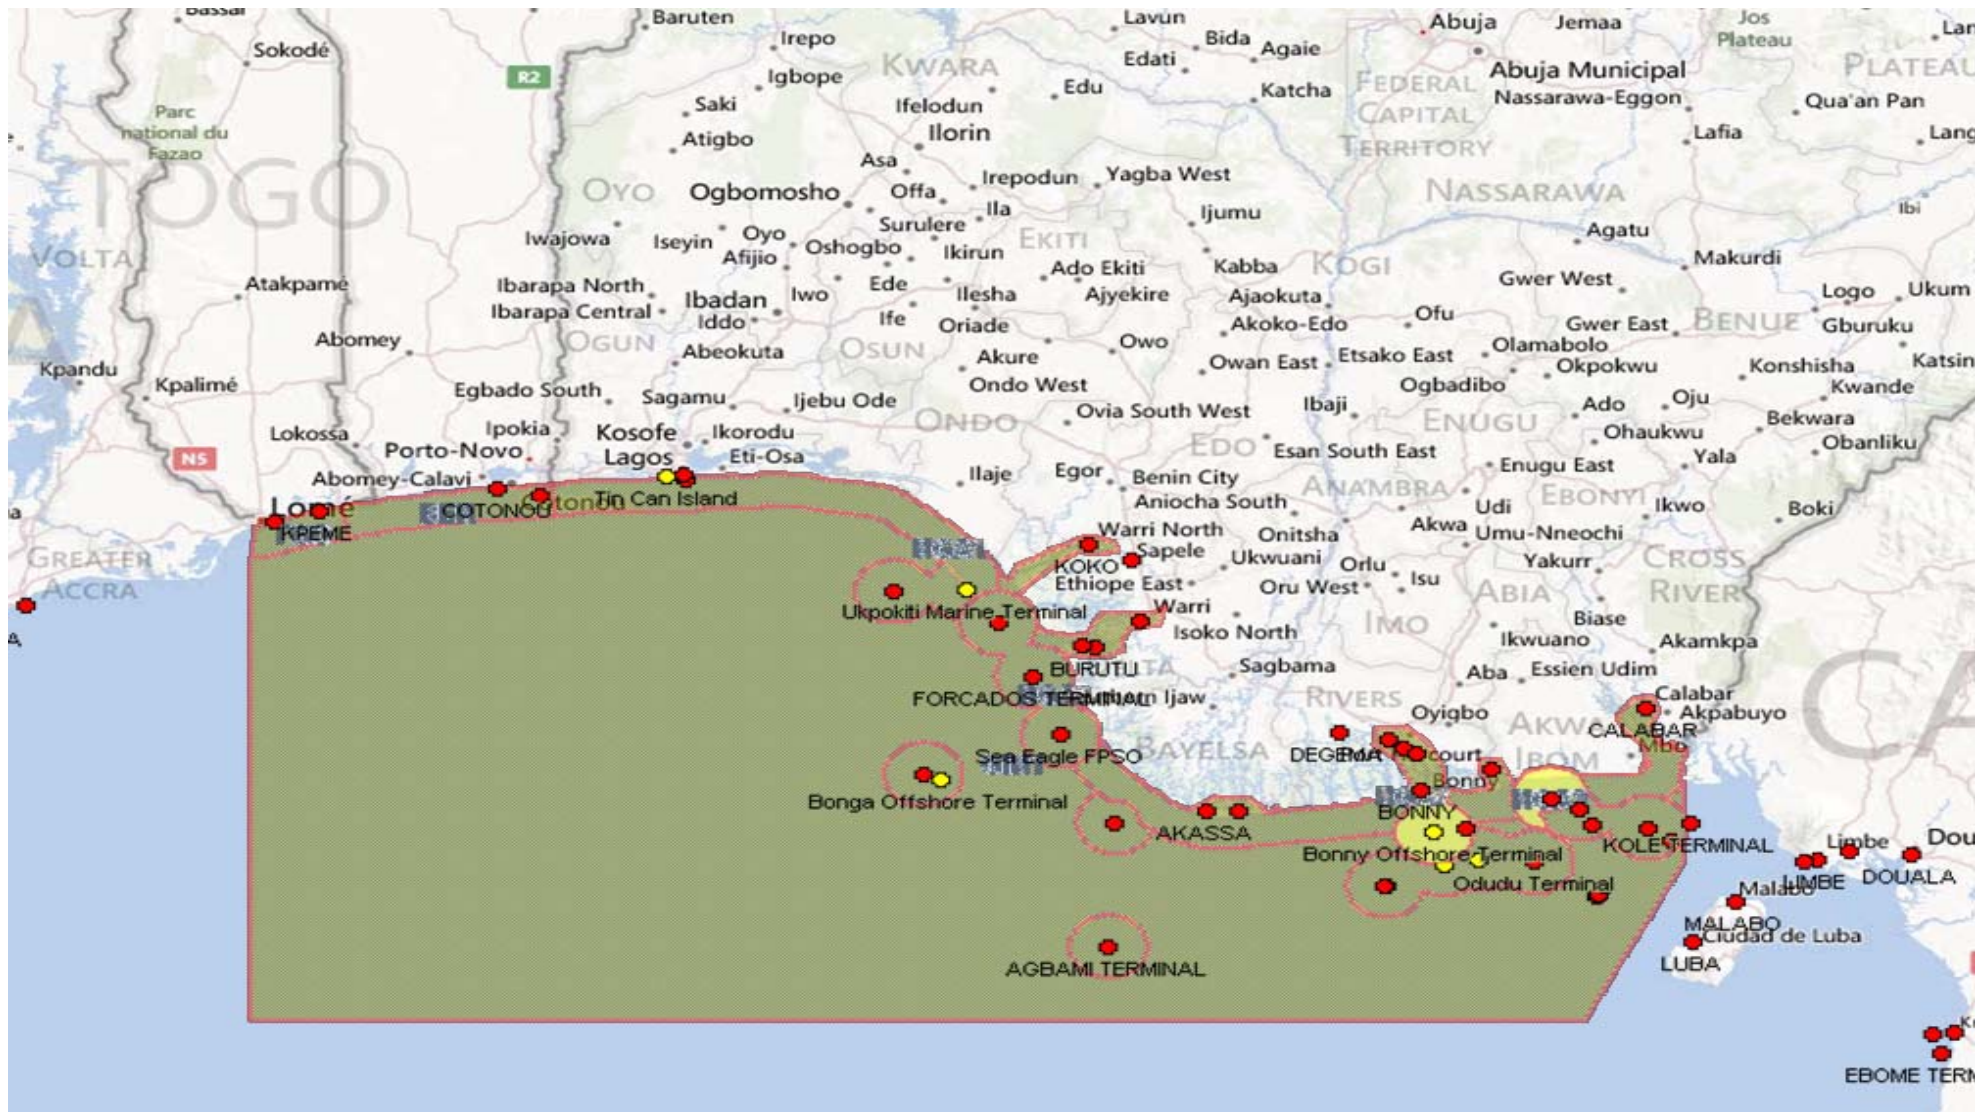 Bassar
Baruten
Lavun
Abuja
Jemaa
Jos
Plateau
Sokodé
Irepo
Bida
Agaie
Edati
Abuja Municipal
R2
Igbope
KWARA
Edu
Katcha
FEDERAL
CAPITAL
TERRITORY
Nassarawa-Eggon
PLATEAU
Qua'an Pan
Parc
national du
Fazao
Saki
Ifelodun
Ilorin
Lafia
Atigbo
Asa
TOGO
OYO
Ogbomosho
Offa
Irepodun
Yagba West
NASSARAWA
Ila
Ijumu
Ibi
Surulere
Iwajowa
Iseyin
Oyo
Afijio
Oshogbo
Ikirun
EKITI
Agatu
VOLTA
Kabba
KOGI
Makurdi
Atakpamé
Ibarapa North
Ibadan
Iwo
Ede
Ado Ekiti
Ilesha
Ajyekire
Ajaokuta
Gwer West
Logo
Ukum
Ibarapa Central
Iddo
Ife
Oriade
Akoko-Edo
Ofu
Gwer East
BENUE
Gburuku
Abomey
OGUN
Abeokuta
OSUN
Akure
Owo
Owan East
Etsako East
Olamabolo
Okpokwu
Konshisha
Kpandu
Kpalimé
Egbado South
Sagamu
Ijebu Ode
Ondo West
Ogbadibo
Kwande
ONDO
Ovia South West
Ibaji
ENUGU
Ado
Oju
Bekwara
Lokossa
Ipokia
Kosofe
Ikorodu
EDO
Ohaukwu
Obanliku
N5
Porto-Novo
Lagos
Eti-Osa
Esan South East
Yala
Abomey-Calavi
Ilaje
Egor
Benin City
Enugu East
Tin Can Island
Aniocha South
ANAMBRA
EBONYI
Lomé
COTONOU
Cotonou
Udi
Ikwo
Boki
KPEME
Warri North
Onitsha
Akwa
Umu-Nneochi
GREATER
ACCRA
KOKO
Sapele
Ukwuani
Orlu
Yakurr
CROSS
RIVER
Ethiope East
Oru West
Isu
ABIA
Ukpokiti Marine Terminal
Warri
IMO
Biase
Isoko North
Ikwuano
Akamkpa
BURUTU
Sagbama
Aba
Essien Udim
FORCADOS TERMINAL
Ijaw
RIVERS
Oyigbo
Calabar
Akpabuyo
AKWA
IBOM
CALABAR
Mbo
Sea Eagle FPSO
BAYELSA
DEGEMA
Bonny
Bonga Offshore Terminal
BONNY
AKASSA
KOLE TERMINAL
Bonny Offshore Terminal
Odudu Terminal
Limbe
LIMBE
DOUALA
Malabo
MALABO
Ciudad de Luba
LUBA
AGBAMI TERMINAL